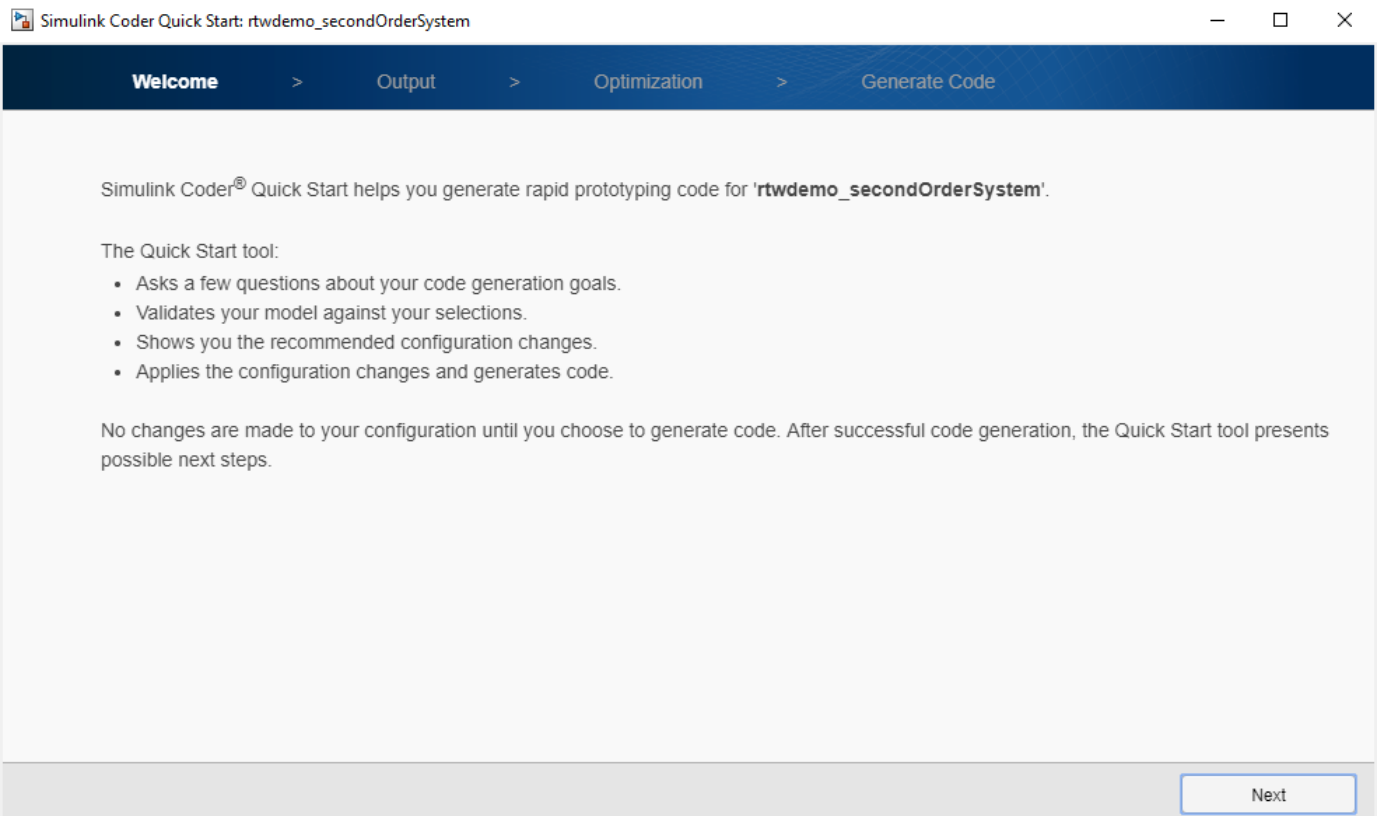 Simulink Coder Quick Start: rtwdemo_secondOrderSystem
Welcome > Output > Optimization > Generate Code
Simulink Coder® Quick Start helps you generate rapid prototyping code for 'rtwdemo_secondOrderSystem'.
The Quick Start tool:
• Asks a few questions about your code generation goals.
• Validates your model against your selections.
• Shows you the recommended configuration changes.
• Applies the configuration changes and generates code.
No changes are made to your configuration until you choose to generate code. After successful code generation, the Quick Start tool presents
possible next steps.
Next